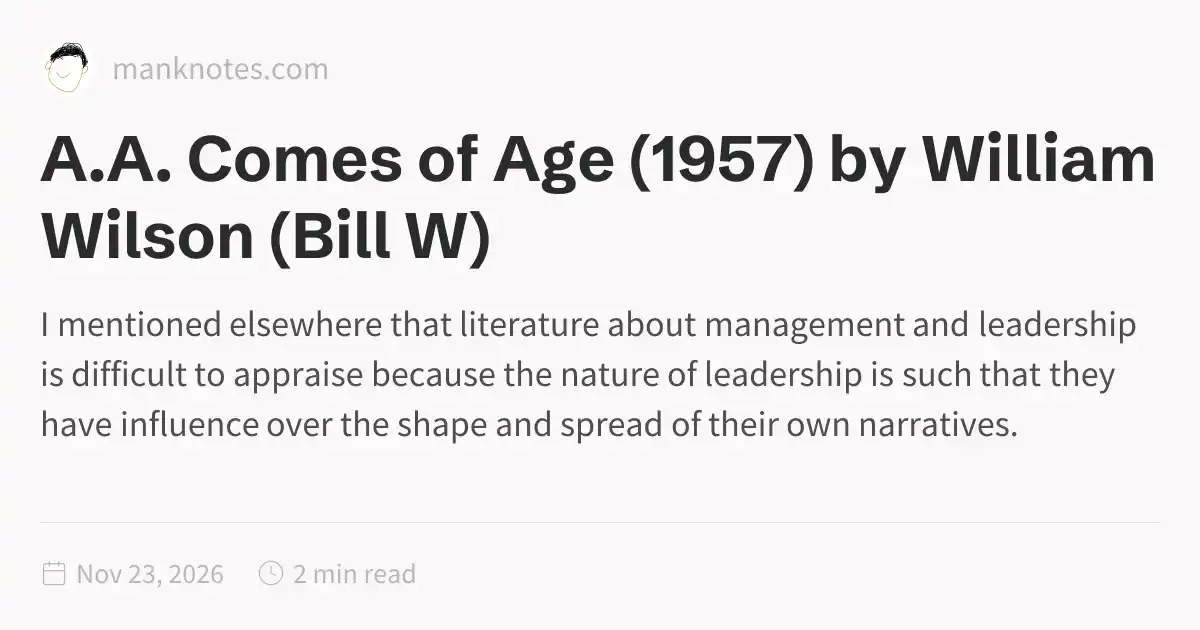 manknotes.com
A.A. Comes of Age (1957) by William
Wilson (Bill W)
I mentioned elsewhere that literature about management and leadership
is difficult to appraise because the nature of leadership is such that they
have influence over the shape and spread of their own narratives.
Nov 23, 2026 2 min read